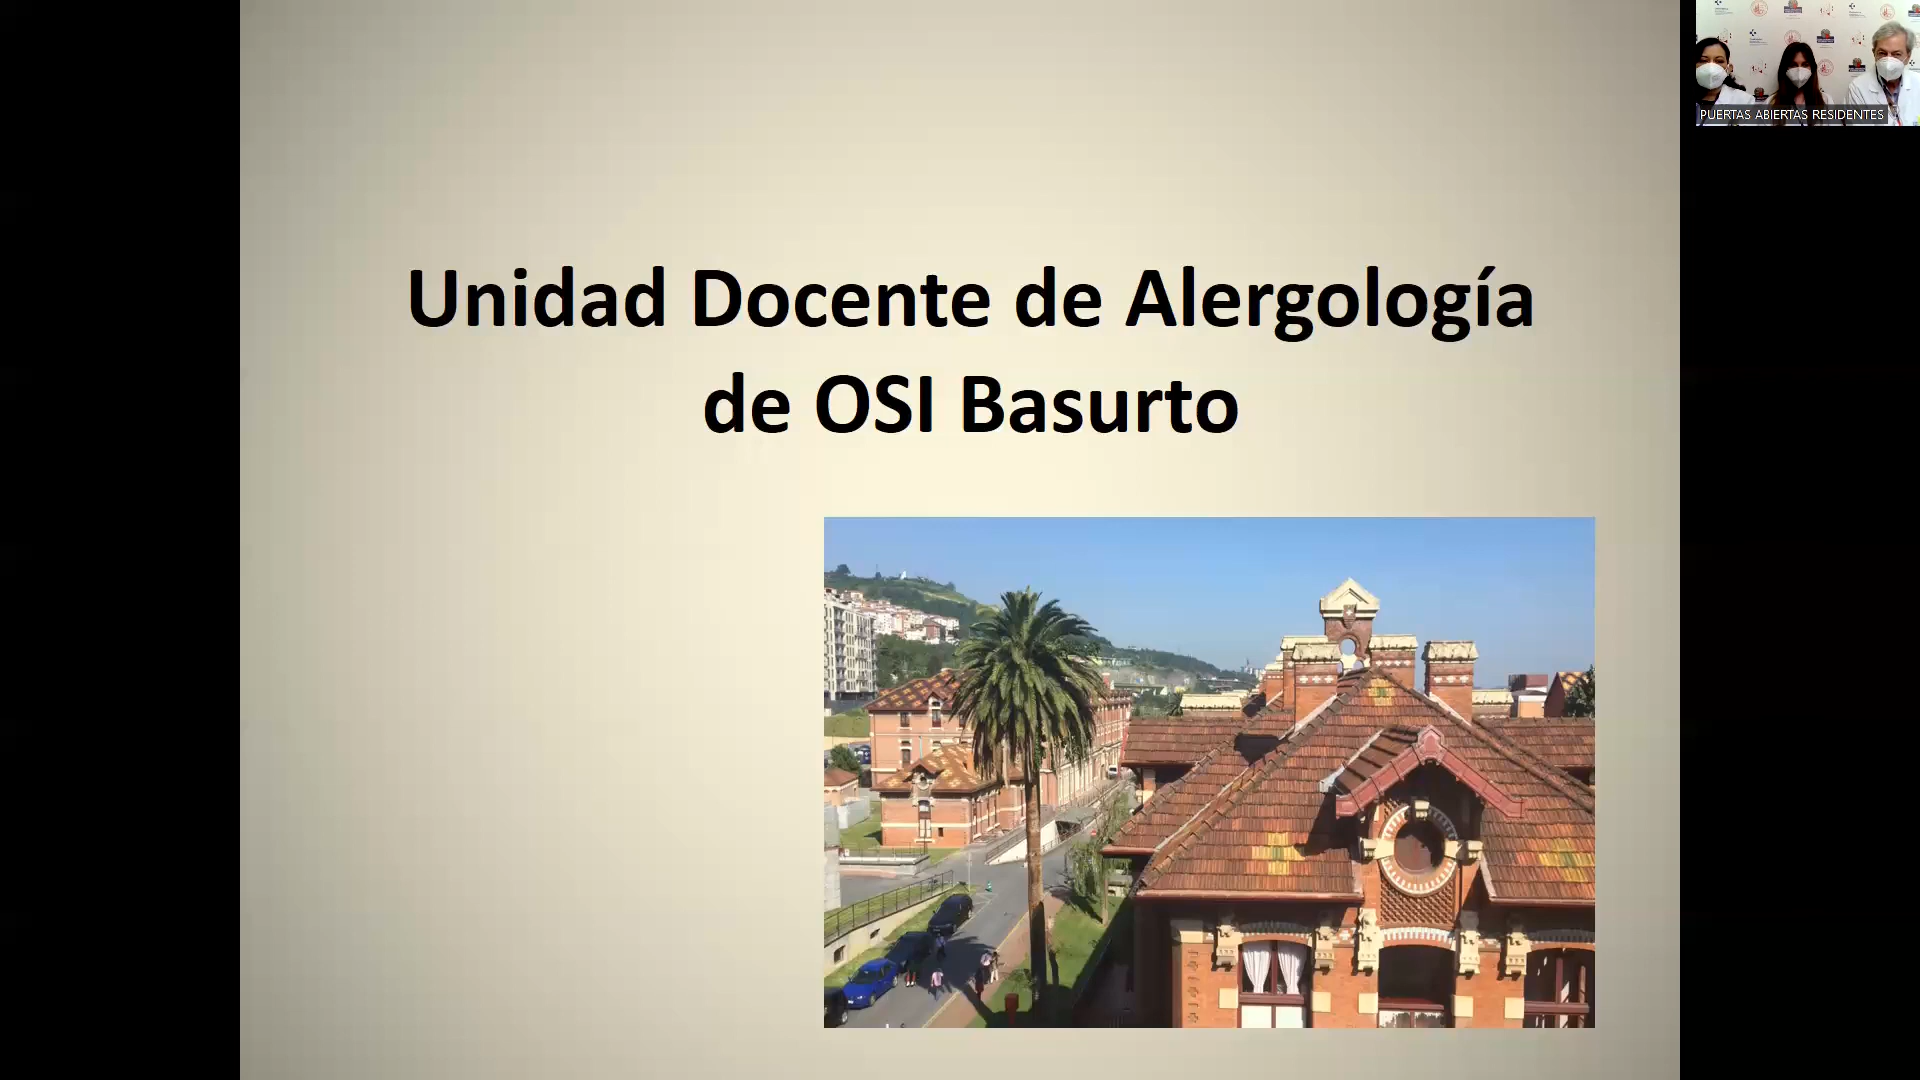 Unidad Docente de Alergología
de OSI Basurto
PUERTAS ABIERTAS RESIDENTES